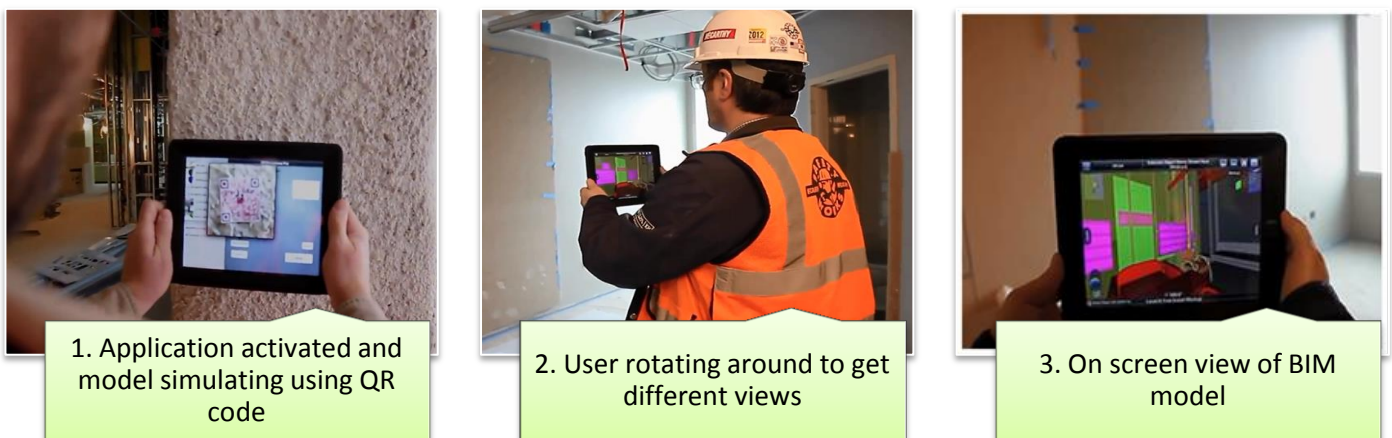 McCARTHY
2012
1. Application activated and
model simulating using QR
code
2. User rotating around to get
different views
3. On screen view of BIM
model